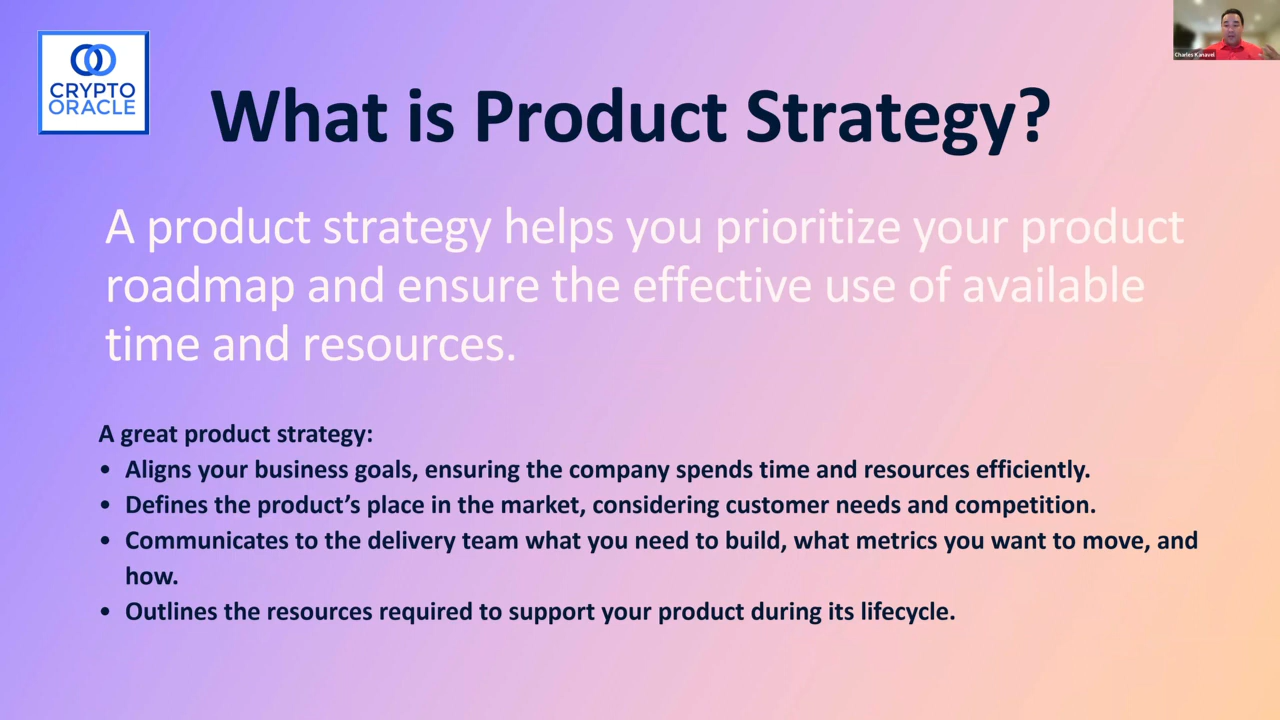 CRYPTO
ORACLE
What is Product Strategy?
Charles Kanavel
A product strategy helps you prioritize your product
roadmap and ensure the effective use of available
time and resources.
A great product strategy:
• Aligns your business goals, ensuring the company spends time and resources efficiently.
• Defines the product’s place in the market, considering customer needs and competition.
• Communicates to the delivery team what you need to build, what metrics you want to move, and
how.
• Outlines the resources required to support your product during its lifecycle.